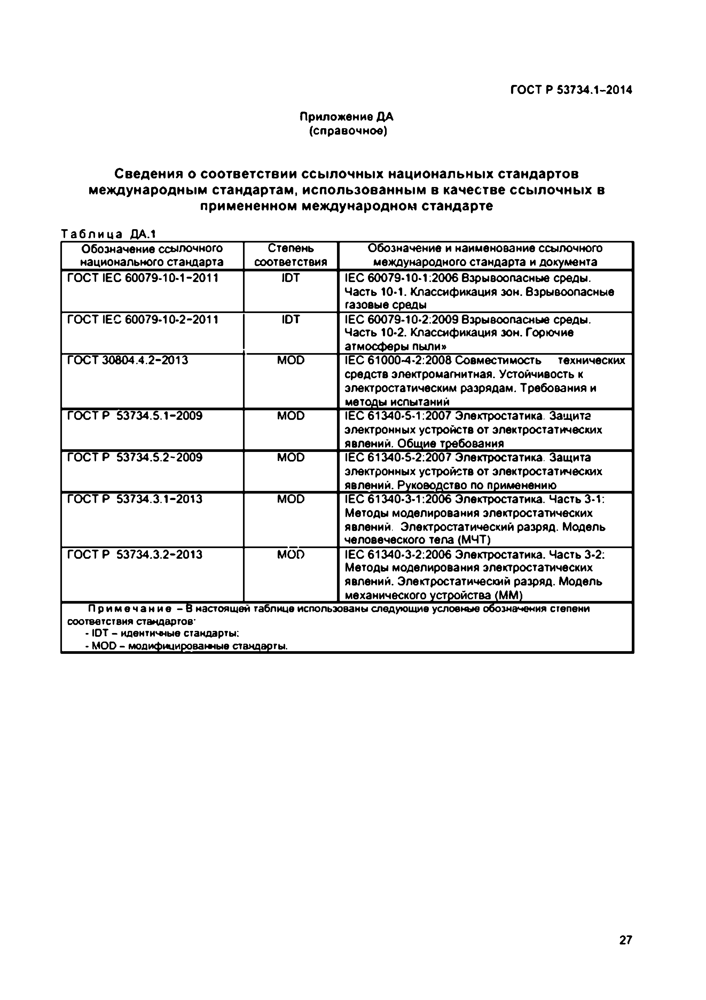 ГОСТ Р 53734.1–2014
Приложение ДА
(справочное)
Сведения о соответствии ссылочных национальных стандартов
международным стандартам, использованным в качестве ссылочных в
примененном международном стандарте
Таблица ДА.1
Обозначение ссылочного
национального стандарта
Степень
соответствия
Обозначение и наименование ссылочного
международного стандарта и документа
ГОСТ IEC 60079-10-1–2011
IDT
IEC 60079-10-1:2006 Взрывоопасные среды.
Часть 10-1. Классификация зон. Взрывоопасные
газовые среды
ГОСТ IEC 60079-10-2–2011
IDT
IEC 60079-10-2:2009 Взрывоопасные среды.
Часть 10-2. Классификация зон. Горючие
атмосферы пыли»
ГОСТ 30804.4.2–2013
MOD
IEC 61000-4-2:2008 Совместимость технических
средств электромагнитная. Устойчивость к
электростатическим разрядам. Требования и
методы испытаний
ГОСТ Р 53734.5.1–2009
MOD
IEC 61340-5-1:2007 Электростатика. Защита
электронных устройств от электростатических
явлений. Общие требования
ГОСТ Р 53734.5.2–2009
MOD
IEC 61340-5-2:2007 Электростатика. Защита
электронных устройств от электростатических
явлений. Руководство по применению
ГОСТ Р 53734.3.1–2013
MOD
IEC 61340-3-1:2006 Электростатика. Часть 3-1:
Методы моделирования электростатических
явлений. Электростатический разряд. Модель
человеческого тела (МЧТ)
ГОСТ Р 53734.3.2–2013
MOD
IEC 61340-3-2:2006 Электростатика. Часть 3-2:
Методы моделирования электростатических
явлений. Электростатический разряд. Модель
механического устройства (ММ)
Примечание – В настоящей таблице использованы следующие условные обозначения степени
соответствия стандартов:
- IDT – идентичные стандарты;
- MOD – модифицированные стандарты.
27